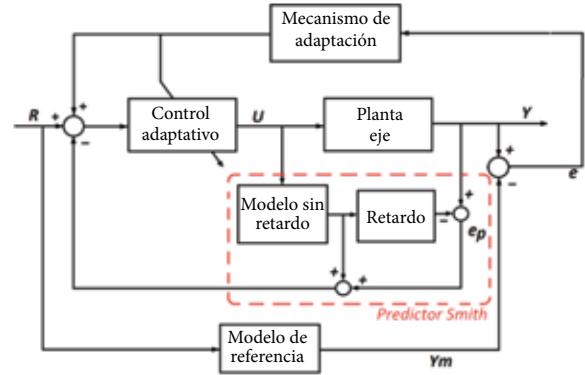 Mecanismo de
adaptación
R
+
+
−
Control
adaptativo
U
Planta
eje
Y
+
−
e
Modelo sin
retardo
Retardo
+
−
ep
+
+
Predictor Smith
Modelo de
referencia
Ym